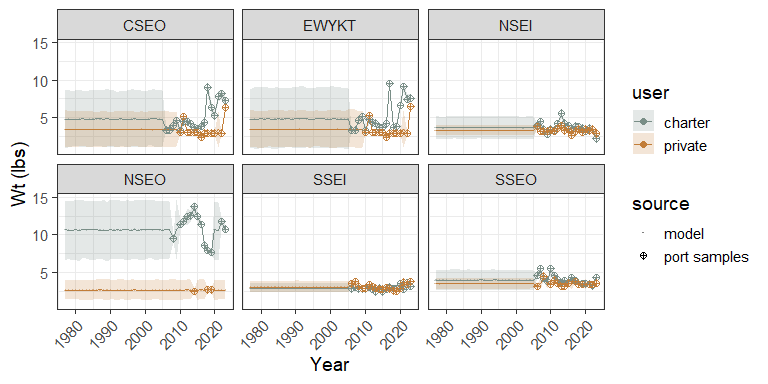 CSEO EWYKT NSEI
15
10
5
NSEO SSEI SSEO
15
10
5
1980 1990 2000 2010 2020 1980 1990 2000 2010 2020 1980 1990 2000 2010 2020
Year
Wt (lbs)
user
charter
private
source
model
port samples